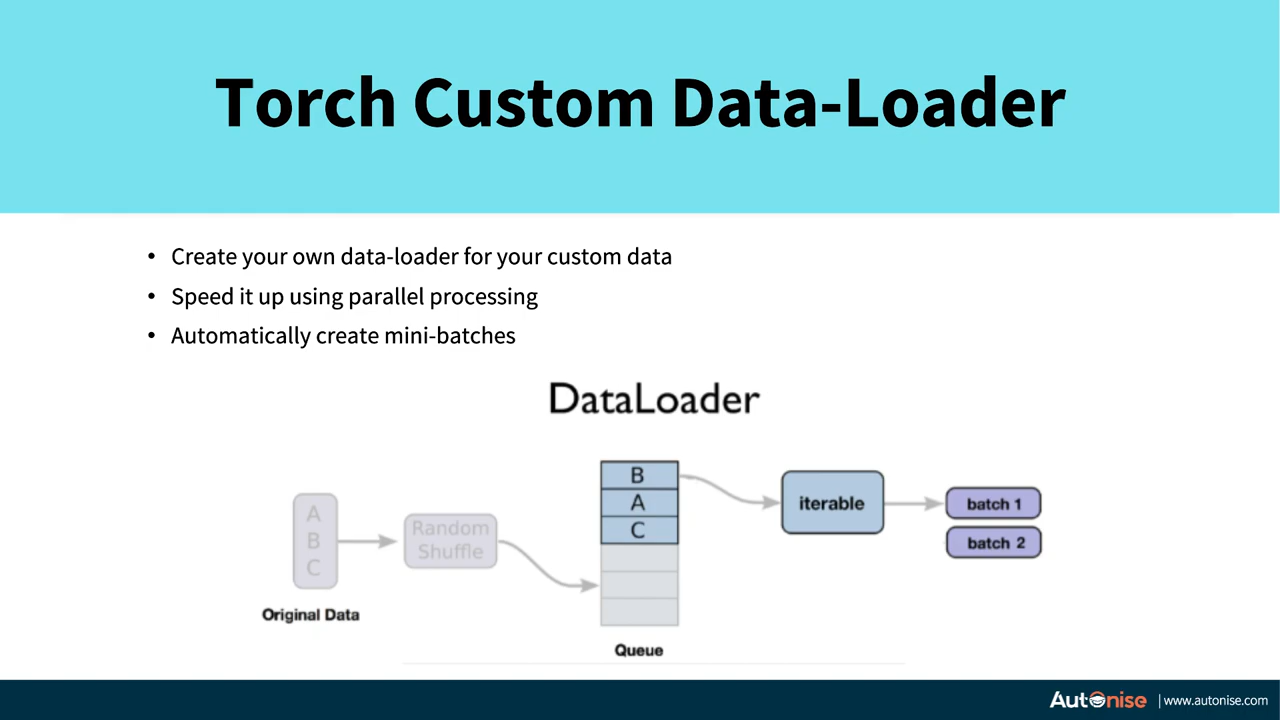 Torch Custom Data-Loader
• Create your own data-loader for your custom data
• Speed it up using parallel processing
• Automatically create mini-batches
DataLoader
A
B
C
Original Data
Random
Shuffle
B
A
C
Queue
iterable
batch 1
batch 2
Autonise | www.autonise.com